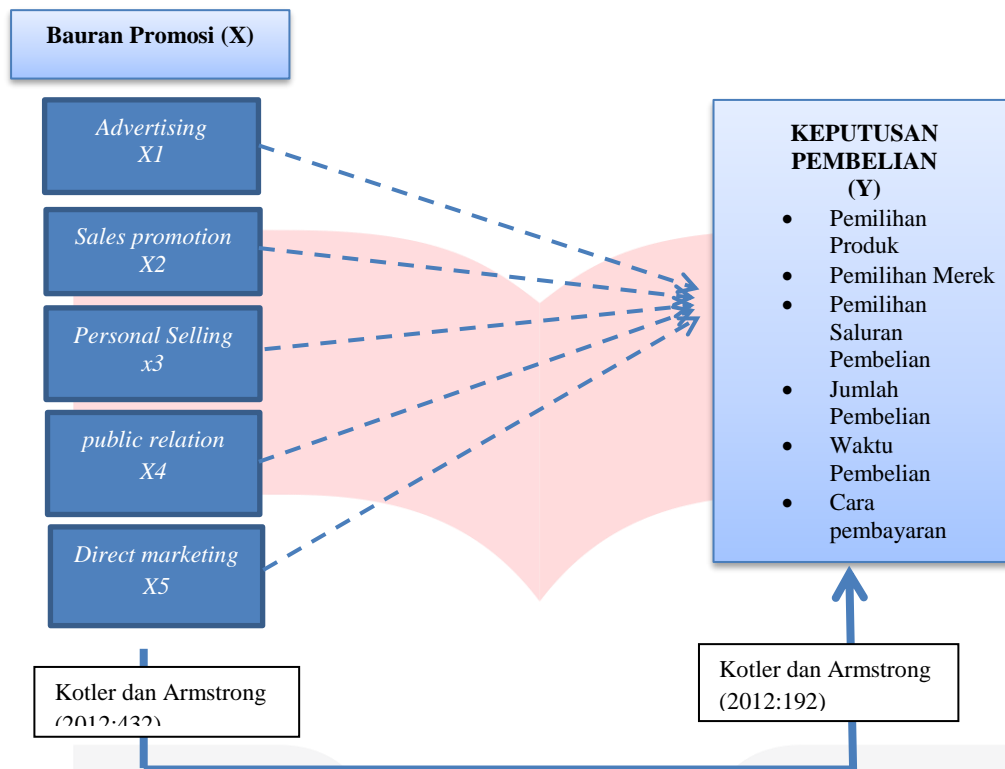 Bauran Promosi (X)
Advertising
X1
Sales promotion
X2
Personal Selling
x3
public relation
X4
Direct marketing
X5
KEPUTUSAN
PEMBELIAN
(Y)
• Pemilihan
Produk
• Pemilihan Merek
• Pemilihan
Saluran
Pembelian
• Jumlah
Pembelian
• Waktu
Pembelian
• Cara
pembayaran
Kotler dan Armstrong
(2012:432)
Kotler dan Armstrong
(2012:192)